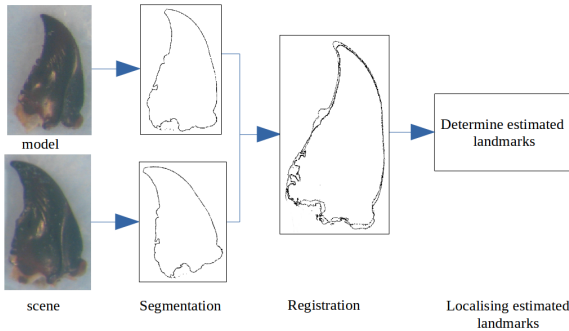 model
Determine estimated
landmarks
scene
Segmentation
Registration
Localising estimated
landmarks